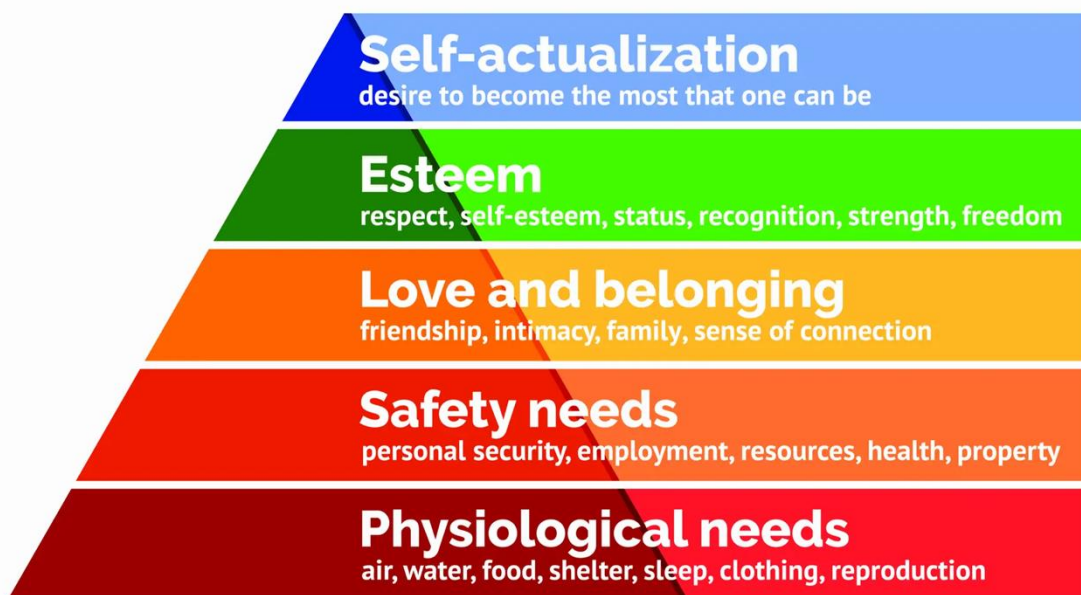 Self-actualization
desire to become the most that one can be
Esteem
respect, self-esteem, status, recognition, strength, freedom
Love and belonging
friendship, intimacy, family, sense of connection
Safety needs
personal security, employment, resources, health, property
Physiological needs
air, water, food, shelter, sleep, clothing, reproduction